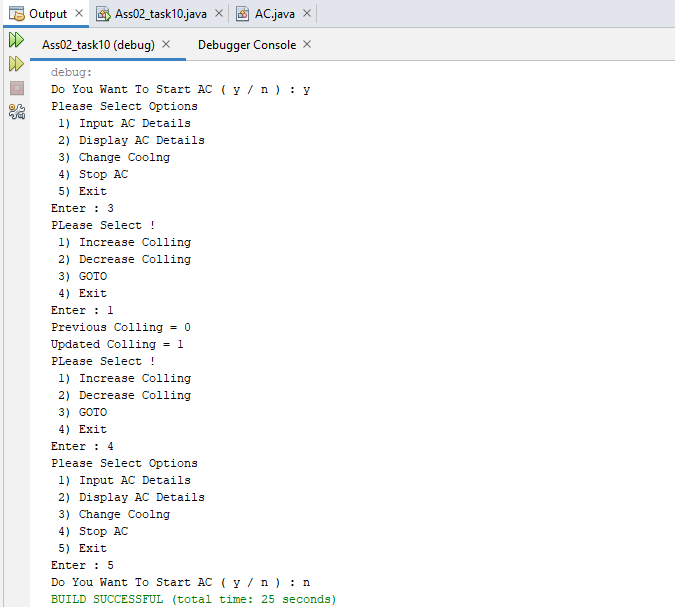 Output × Ass02_task10.java × AC.java ×
Ass02_task10 (debug) × Debugger Console ×
debug:
Do You Want To Start AC ( y / n ) : y
Please Select Options
1) Input AC Details
2) Display AC Details
3) Change Coolng
4) Stop AC
5) Exit
Enter : 3
PLease Select !
1) Increase Colling
2) Decrease Colling
3) GOTO
4) Exit
Enter : 1
Previous Colling = 0
Updated Colling = 1
PLease Select !
1) Increase Colling
2) Decrease Colling
3) GOTO
4) Exit
Enter : 4
Please Select Options
1) Input AC Details
2) Display AC Details
3) Change Coolng
4) Stop AC
5) Exit
Enter : 5
Do You Want To Start AC ( y / n ) : n
BUILD SUCCESSFUL (total time: 25 seconds)